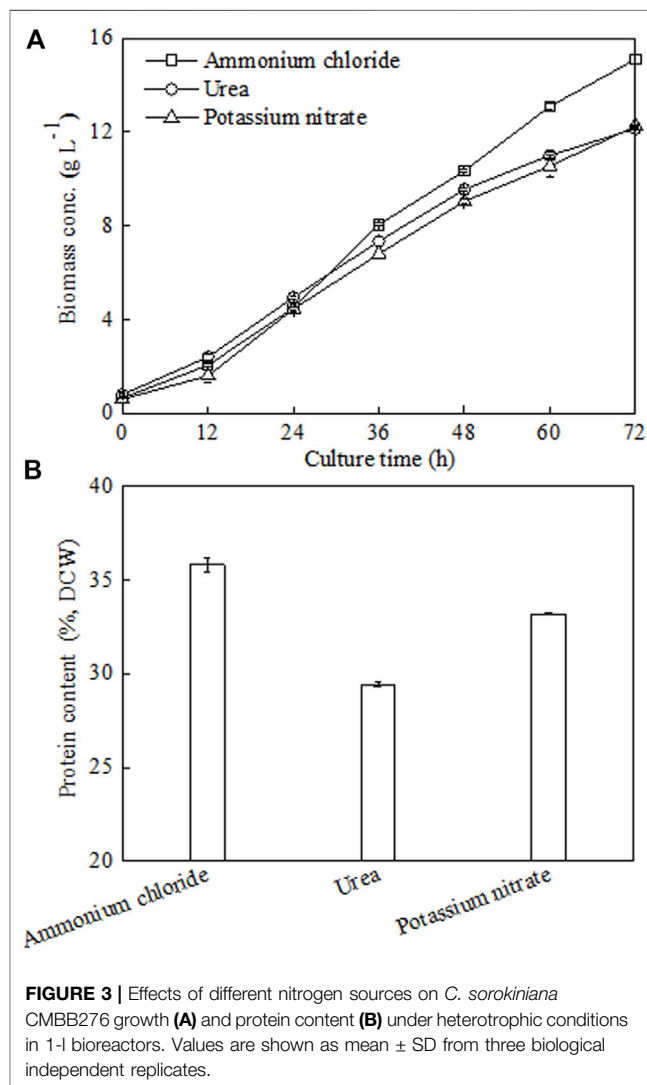 A
16
12
8
4
0
Biomass conc. (g L⁻¹)
Ammonium chloride
Urea
Potassium nitrate
0 12 24 36 48 60 72
Culture time (h)
B
40
35
30
25
20
Protein content (%, DCW)
Ammonium chloride
Urea
Potassium nitrate
FIGURE 3 | Effects of different nitrogen sources on C. sorokiniana
CMBB276 growth (A) and protein content (B) under heterotrophic conditions
in 1-l bioreactors. Values are shown as mean ± SD from three biological
independent replicates.